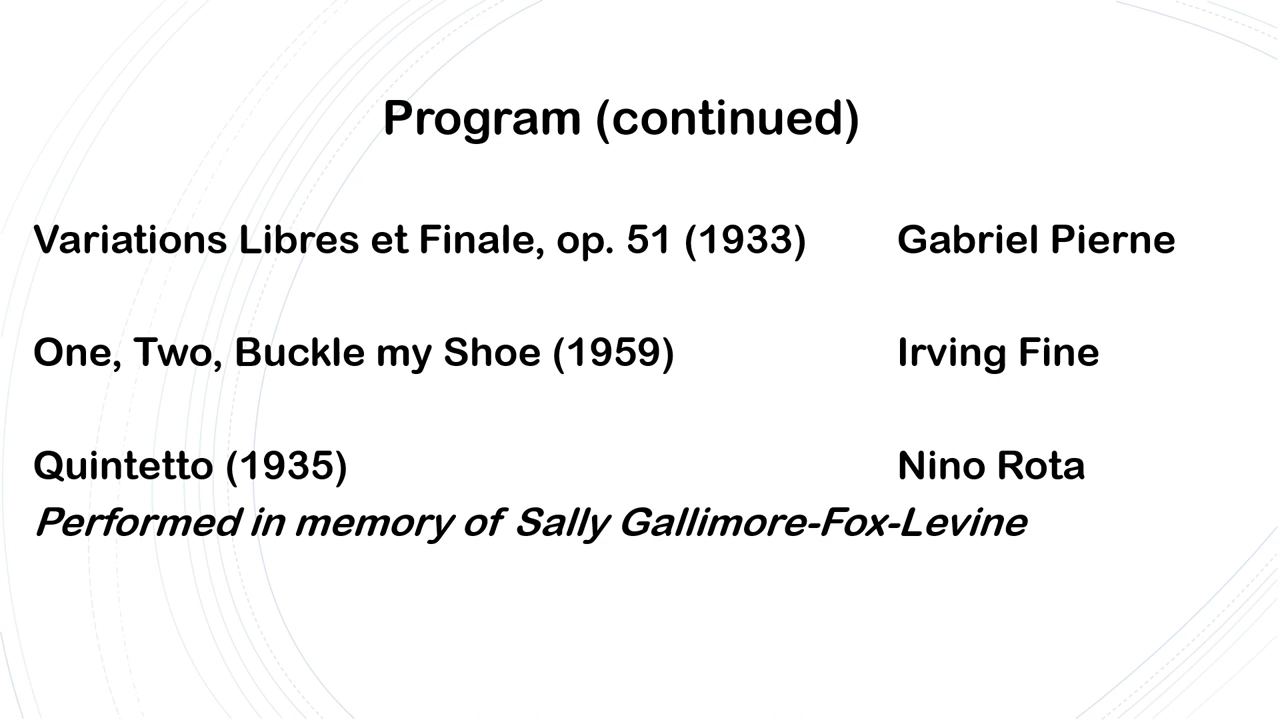 Program (continued)
Variations Libres et Finale, op. 51 (1933) Gabriel Pierne
One, Two, Buckle my Shoe (1959) Irving Fine
Quintetto (1935) Nino Rota
Performed in memory of Sally Gallimore-Fox-Levine